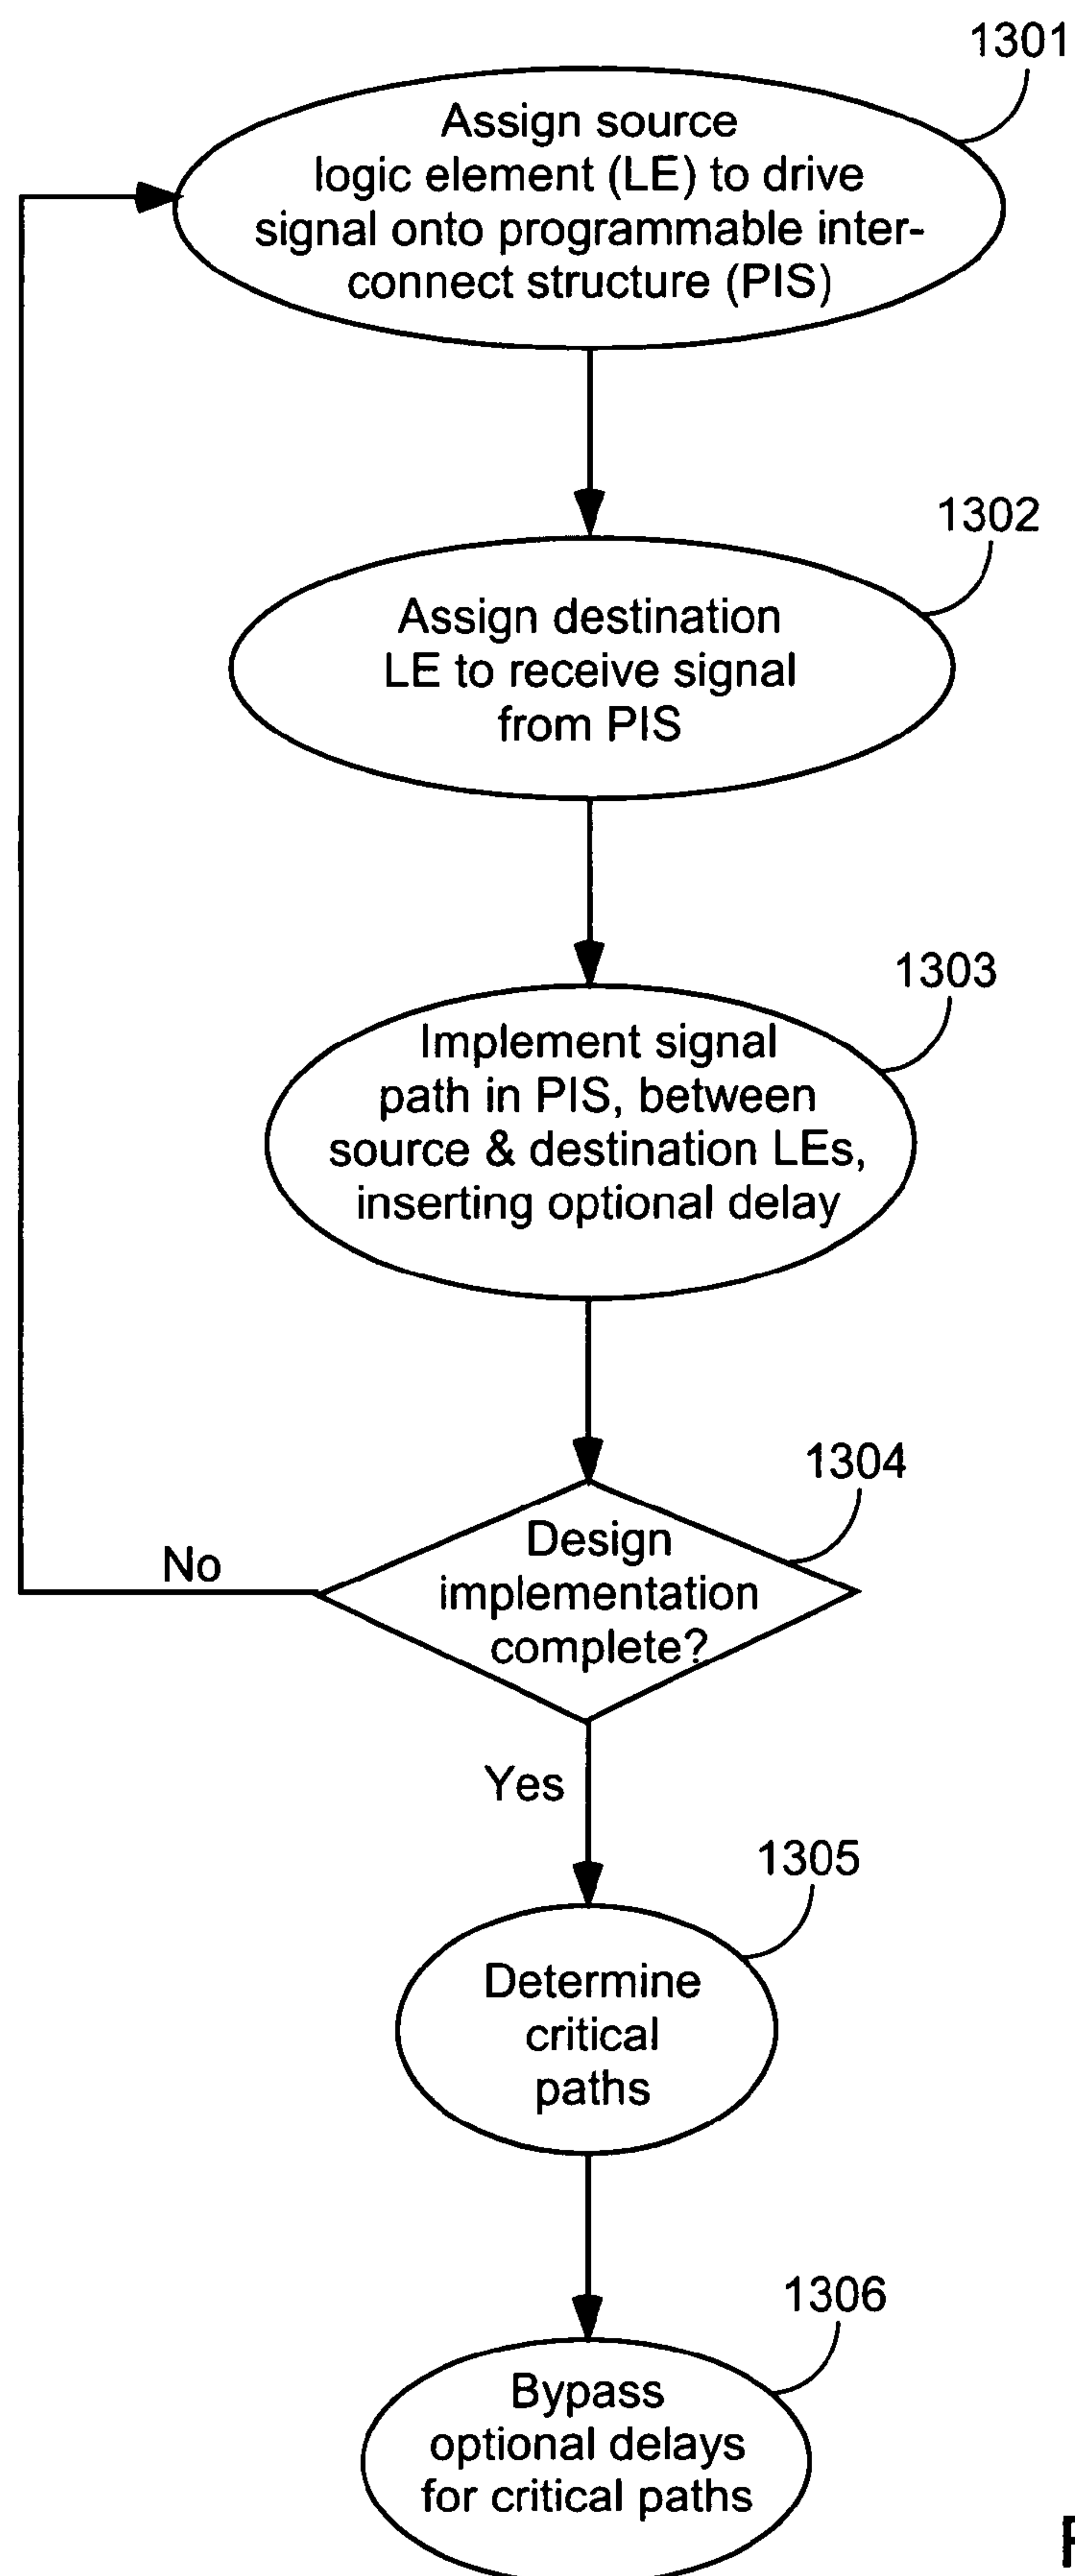 1301
Assign source
logic element (LE) to drive
signal onto programmable inter-
connect structure (PIS)
1302
Assign destination
LE to receive signal
from PIS
1303
Implement signal
path in PIS, between
source & destination LEs,
inserting optional delay
1304
Design
implementation
complete?
No
Yes
1305
Determine
critical
paths
1306
Bypass
optional delays
for critical paths